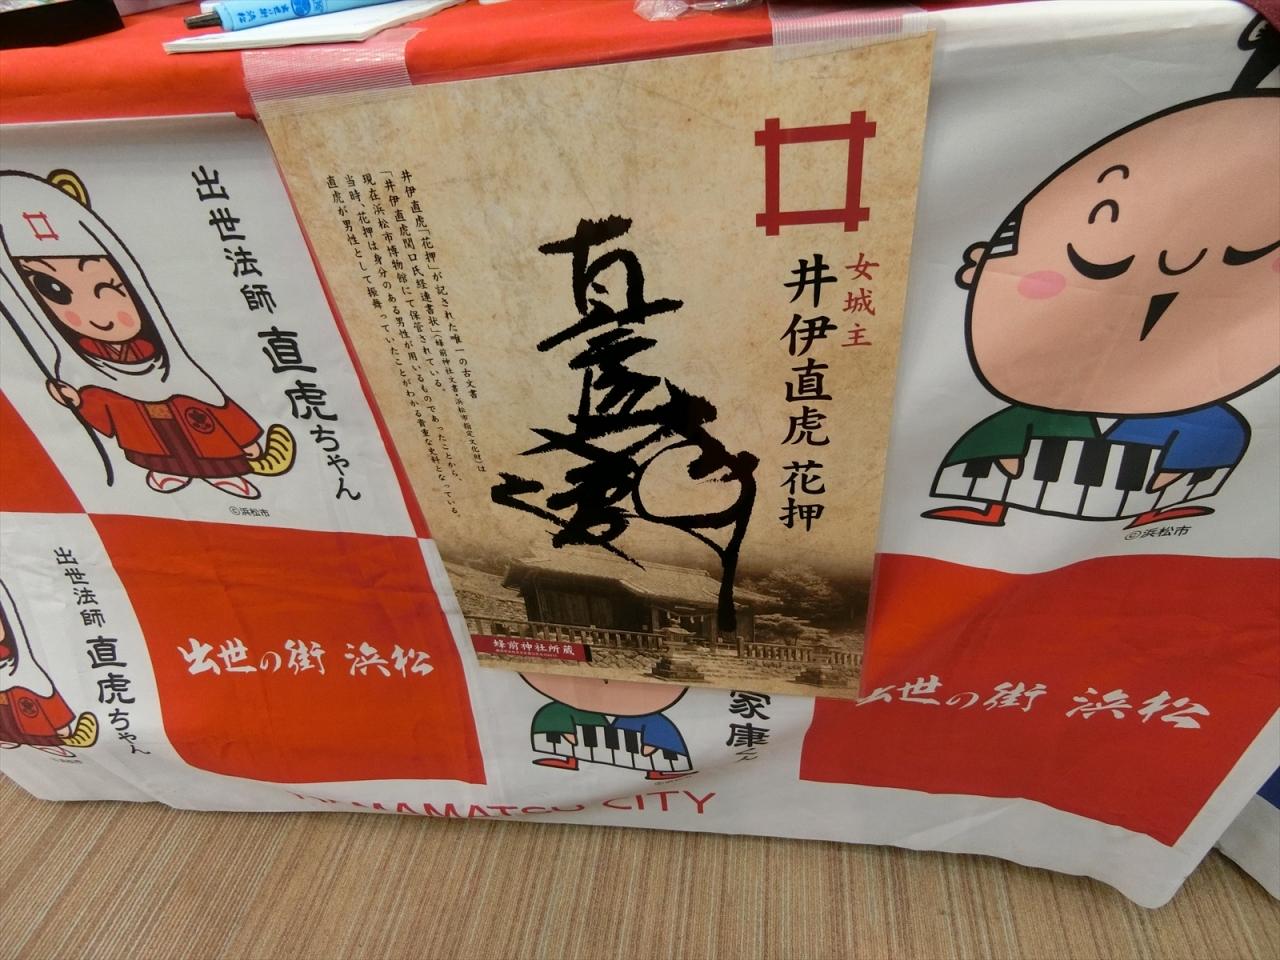 女城主
井伊直虎 花押
井伊直虎「花押」が記された唯一の古文書
「井伊直虎関口氏経連署状」(蜂前神社文書・浜松市指定文化財)は
現在浜松市博物館にて保管されている。
当時、花押は身分のある男性が用いるものであったことから、
直虎が男性として振舞っていたことがわかる貴重な史料となっている。
蜂前神社所蔵
出世法師 直虎ちゃん
©浜松市
出世法師 直虎ちゃん
出世の街 浜松
©浜松市
出世の街 浜松
家康くん
HAMAMATSU CITY